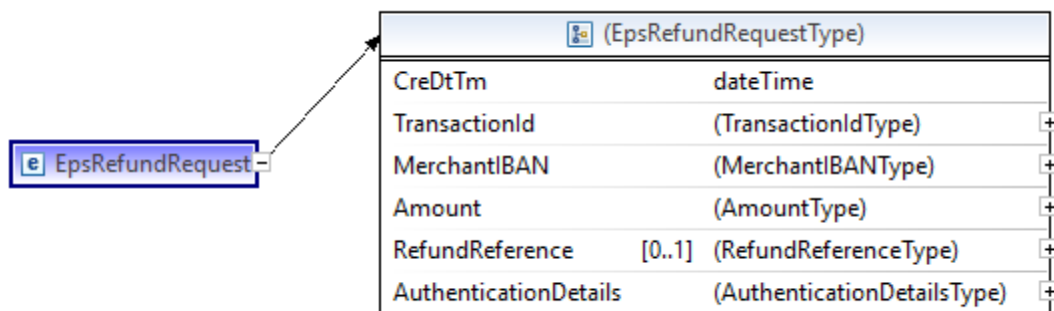 (EpsRefundRequestType)
CreDtTm dateTime
TransactionId (TransactionIdType)
e EpsRefundRequest
MerchantIBAN (MerchantIBANType)
Amount (AmountType)
RefundReference [0..1] (RefundReferenceType)
AuthenticationDetails (AuthenticationDetailsType)